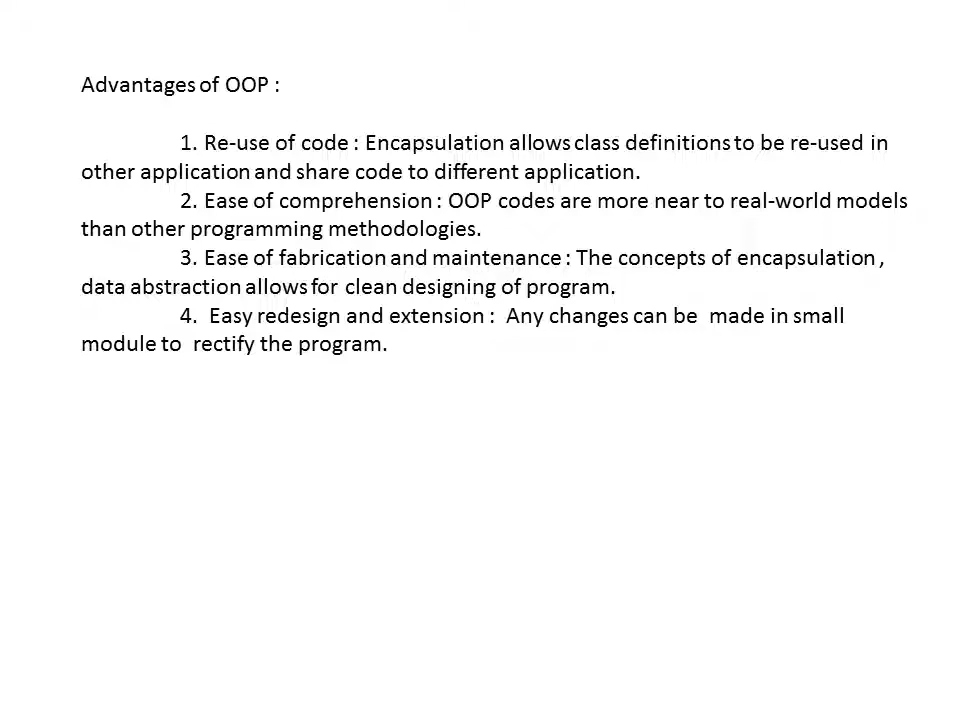 Advantages of OOP :
1. Re-use of code : Encapsulation allows class definitions to be re-used in
other application and share code to different application.
2. Ease of comprehension : OOP codes are more near to real-world models
than other programming methodologies.
3. Ease of fabrication and maintenance : The concepts of encapsulation ,
data abstraction allows for clean designing of program.
4.  Easy redesign and extension :  Any changes can be  made in small
module to  rectify the program.